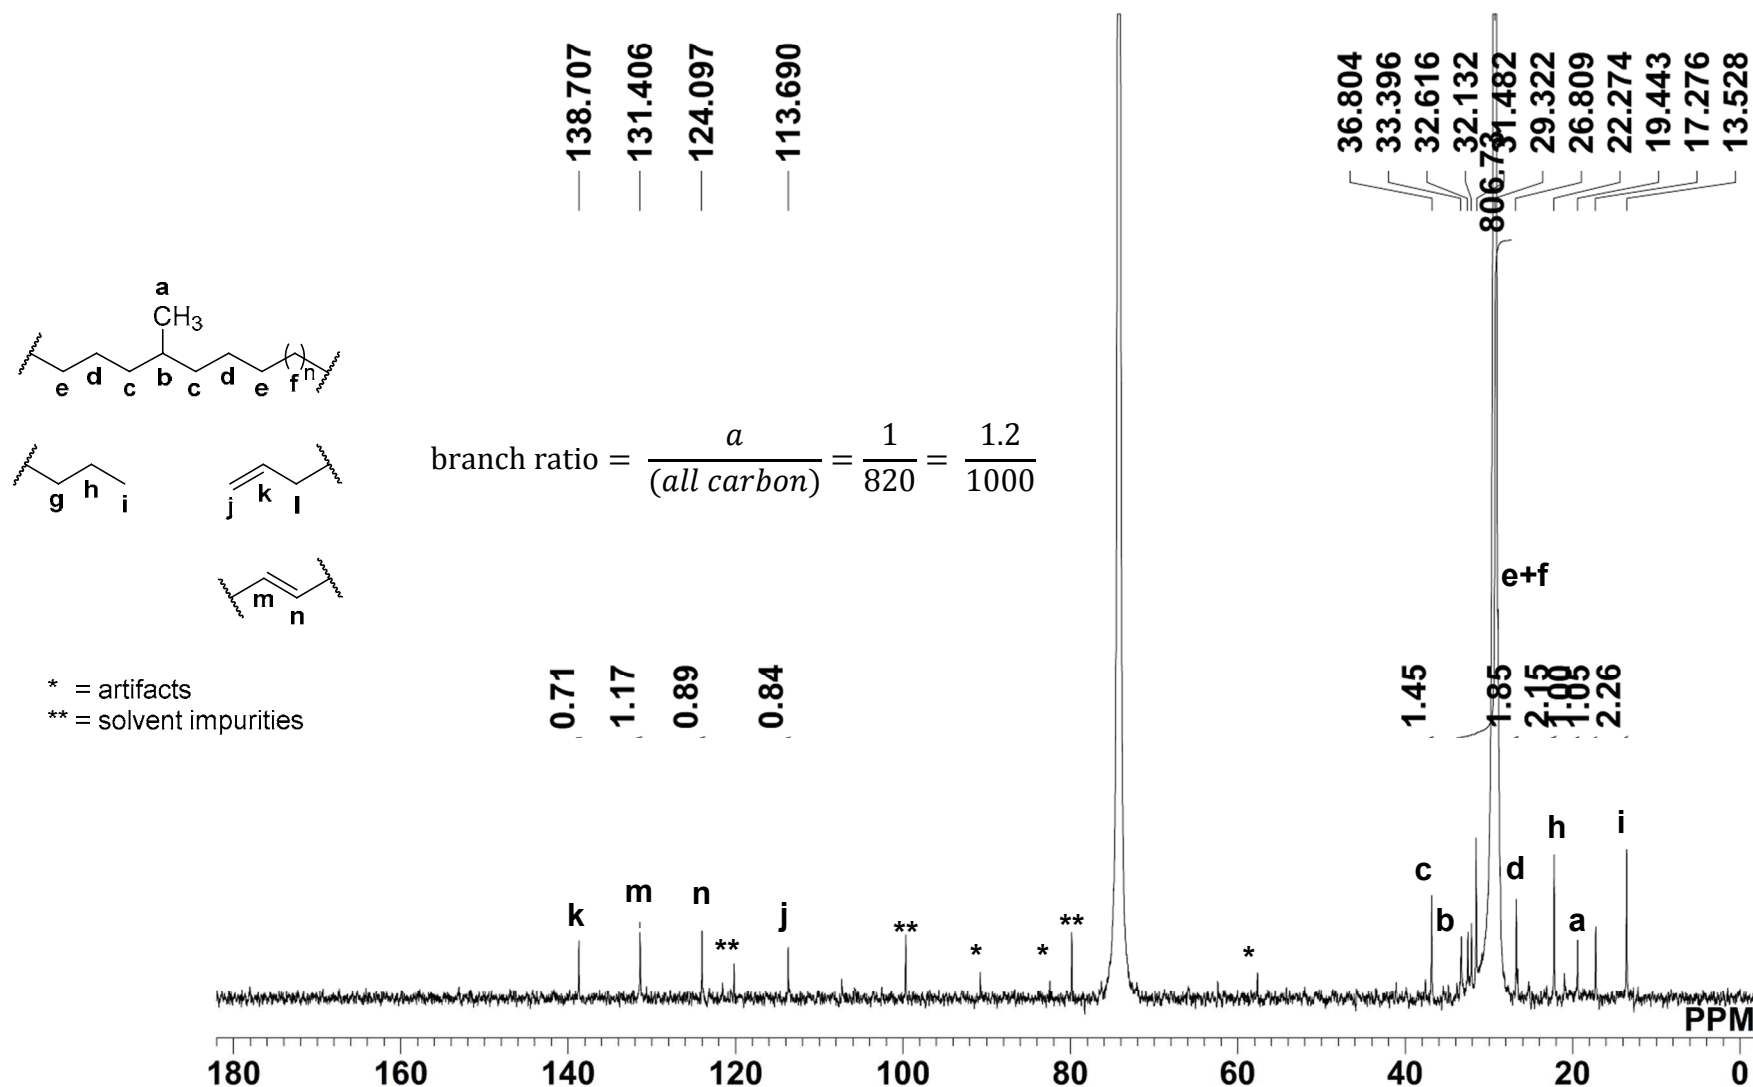 138.707
131.406
124.097
113.690
36.804
33.396
32.616
32.132
31.482
29.322
26.809
22.274
19.443
17.276
13.528
806.73
a
CH3
e d c b c d e f n
g h i
j k l
m n
branch ratio = a / (all carbon) = 1 / 820 = 1.2 / 1000
* = artifacts
** = solvent impurities
e+f
0.71
1.17
0.89
0.84
1.45
1.85
2.15
1.00
1.05
2.26
k
m
n
**
j
**
*
*
**
*
c
b
d
h
a
i
PPM
180 160 140 120 100 80 60 40 20 0